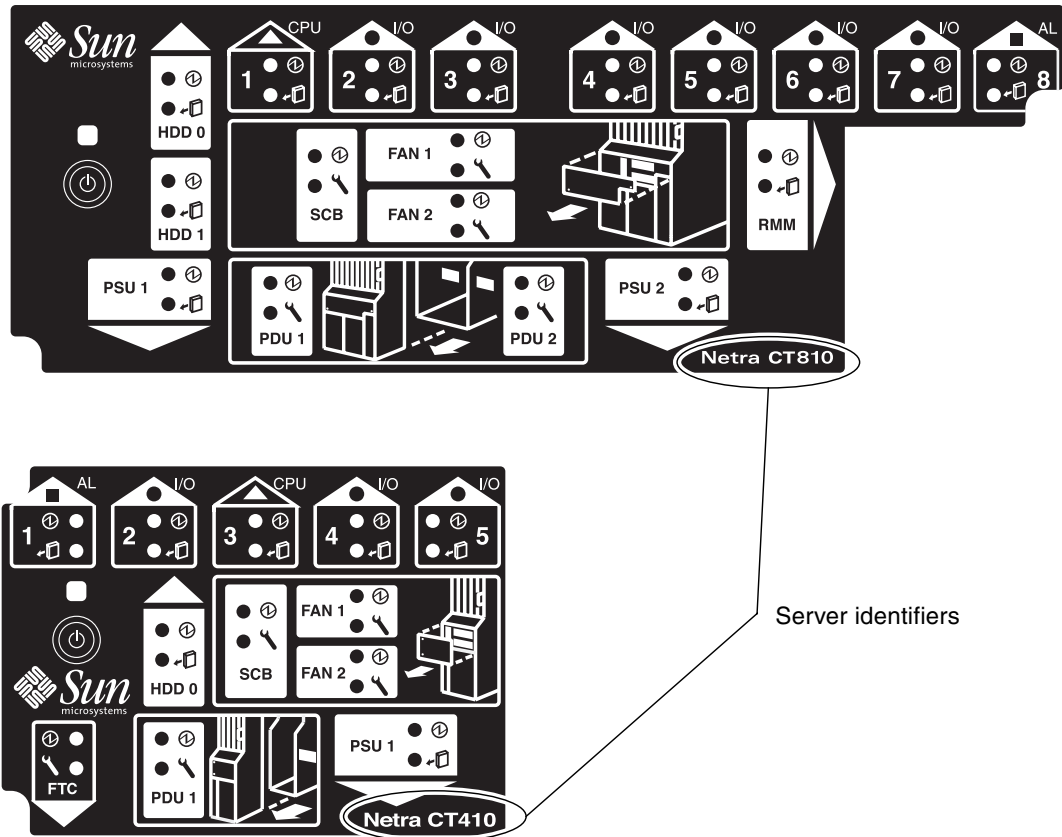 Sun
microsystems
CPU I/O I/O I/O I/O I/O I/O AL
1 2 3 4 5 6 7 8
HDD 0
HDD 1
SCB
FAN 1
FAN 2
RMM
PSU 1
PDU 1
PDU 2
PSU 2
Netra CT810
Server identifiers
AL I/O CPU I/O I/O
1 2 3 4 5
HDD 0
SCB
FAN 1
FAN 2
Sun
microsystems
FTC
PDU 1
PSU 1
Netra CT410